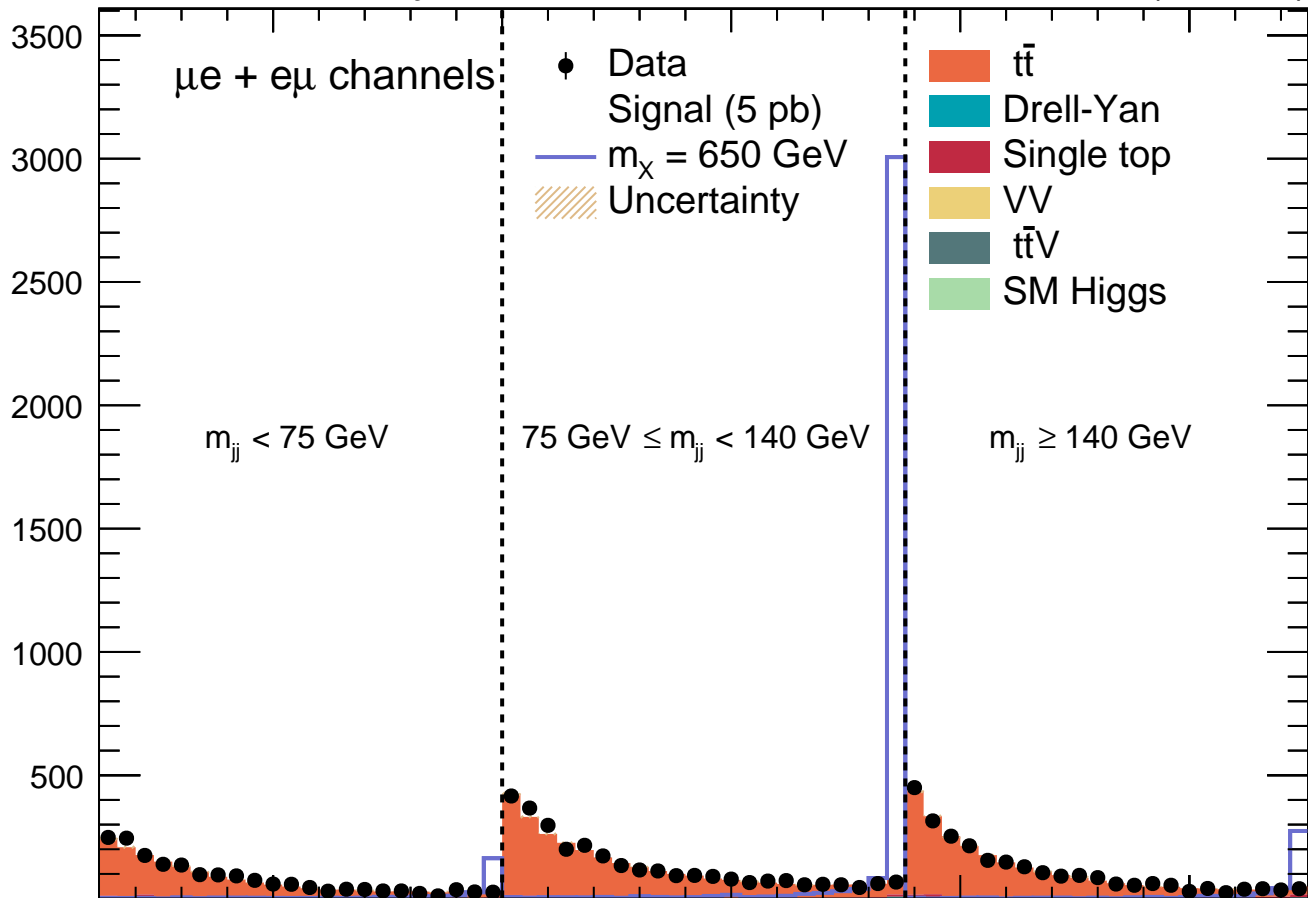 3500
3000
2500
2000
1500
1000
500
μe + eμ channels
Data
Signal (5 pb)
m_X = 650 GeV
Uncertainty
tt̄
Drell-Yan
Single top
VV
tt̄V
SM Higgs
m_jj < 75 GeV
75 GeV ≤ m_jj < 140 GeV
m_jj ≥ 140 GeV